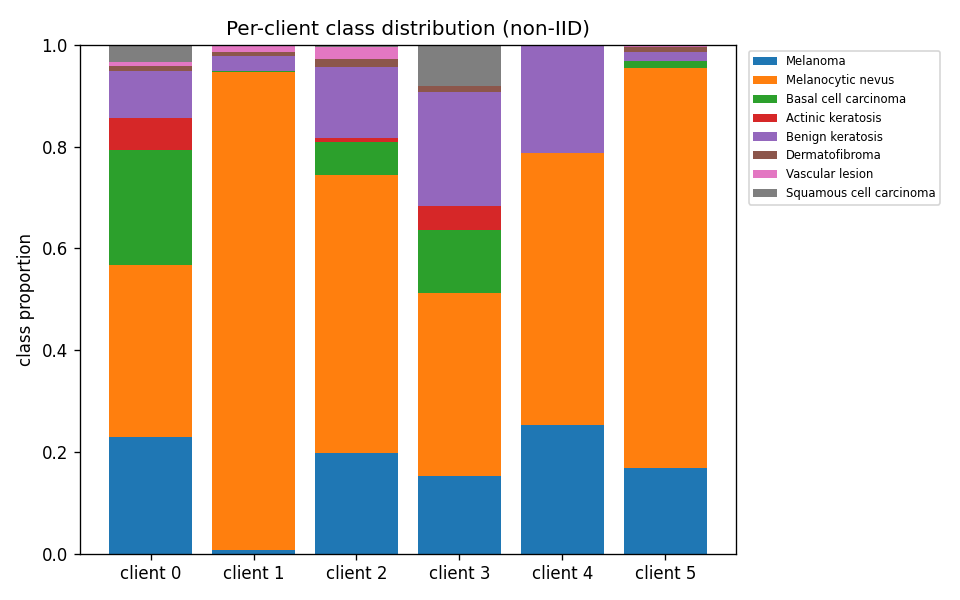 Per-client class distribution (non-IID)
class proportion
1.0
0.8
0.6
0.4
0.2
0.0
client 0 client 1 client 2 client 3 client 4 client 5
Melanoma
Melanocytic nevus
Basal cell carcinoma
Actinic keratosis
Benign keratosis
Dermatofibroma
Vascular lesion
Squamous cell carcinoma